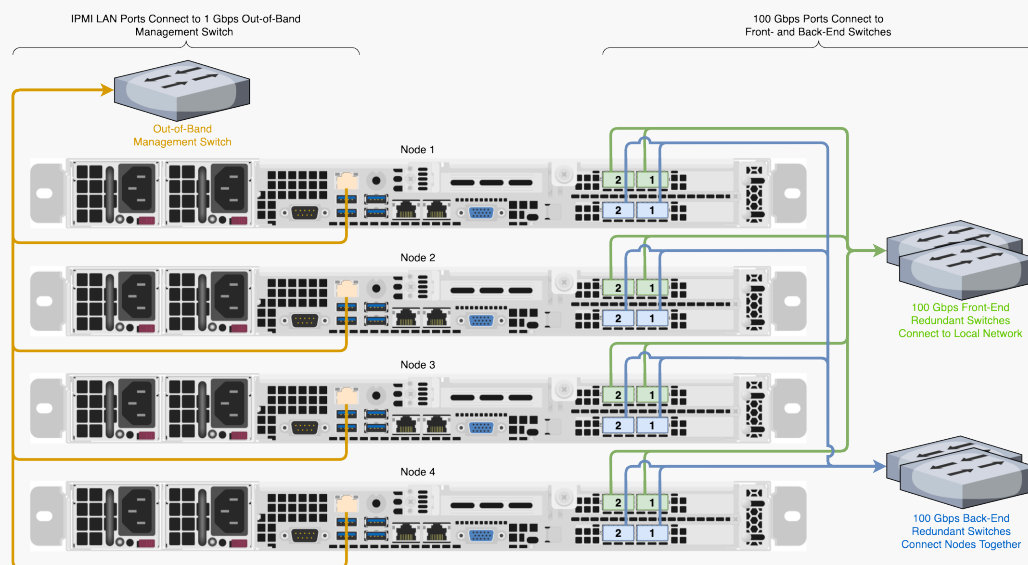 IPMI LAN Ports Connect to 1 Gbps Out-of-Band
Management Switch
100 Gbps Ports Connect to
Front- and Back-End Switches
Out-of-Band
Management Switch
Node 1
2 1
2 1
Node 2
2 1
2 1
100 Gbps Front-End
Redundant Switches
Connect to Local Network
Node 3
2 1
2 1
Node 4
2 1
2 1
100 Gbps Back-End
Redundant Switches
Connect Nodes Together